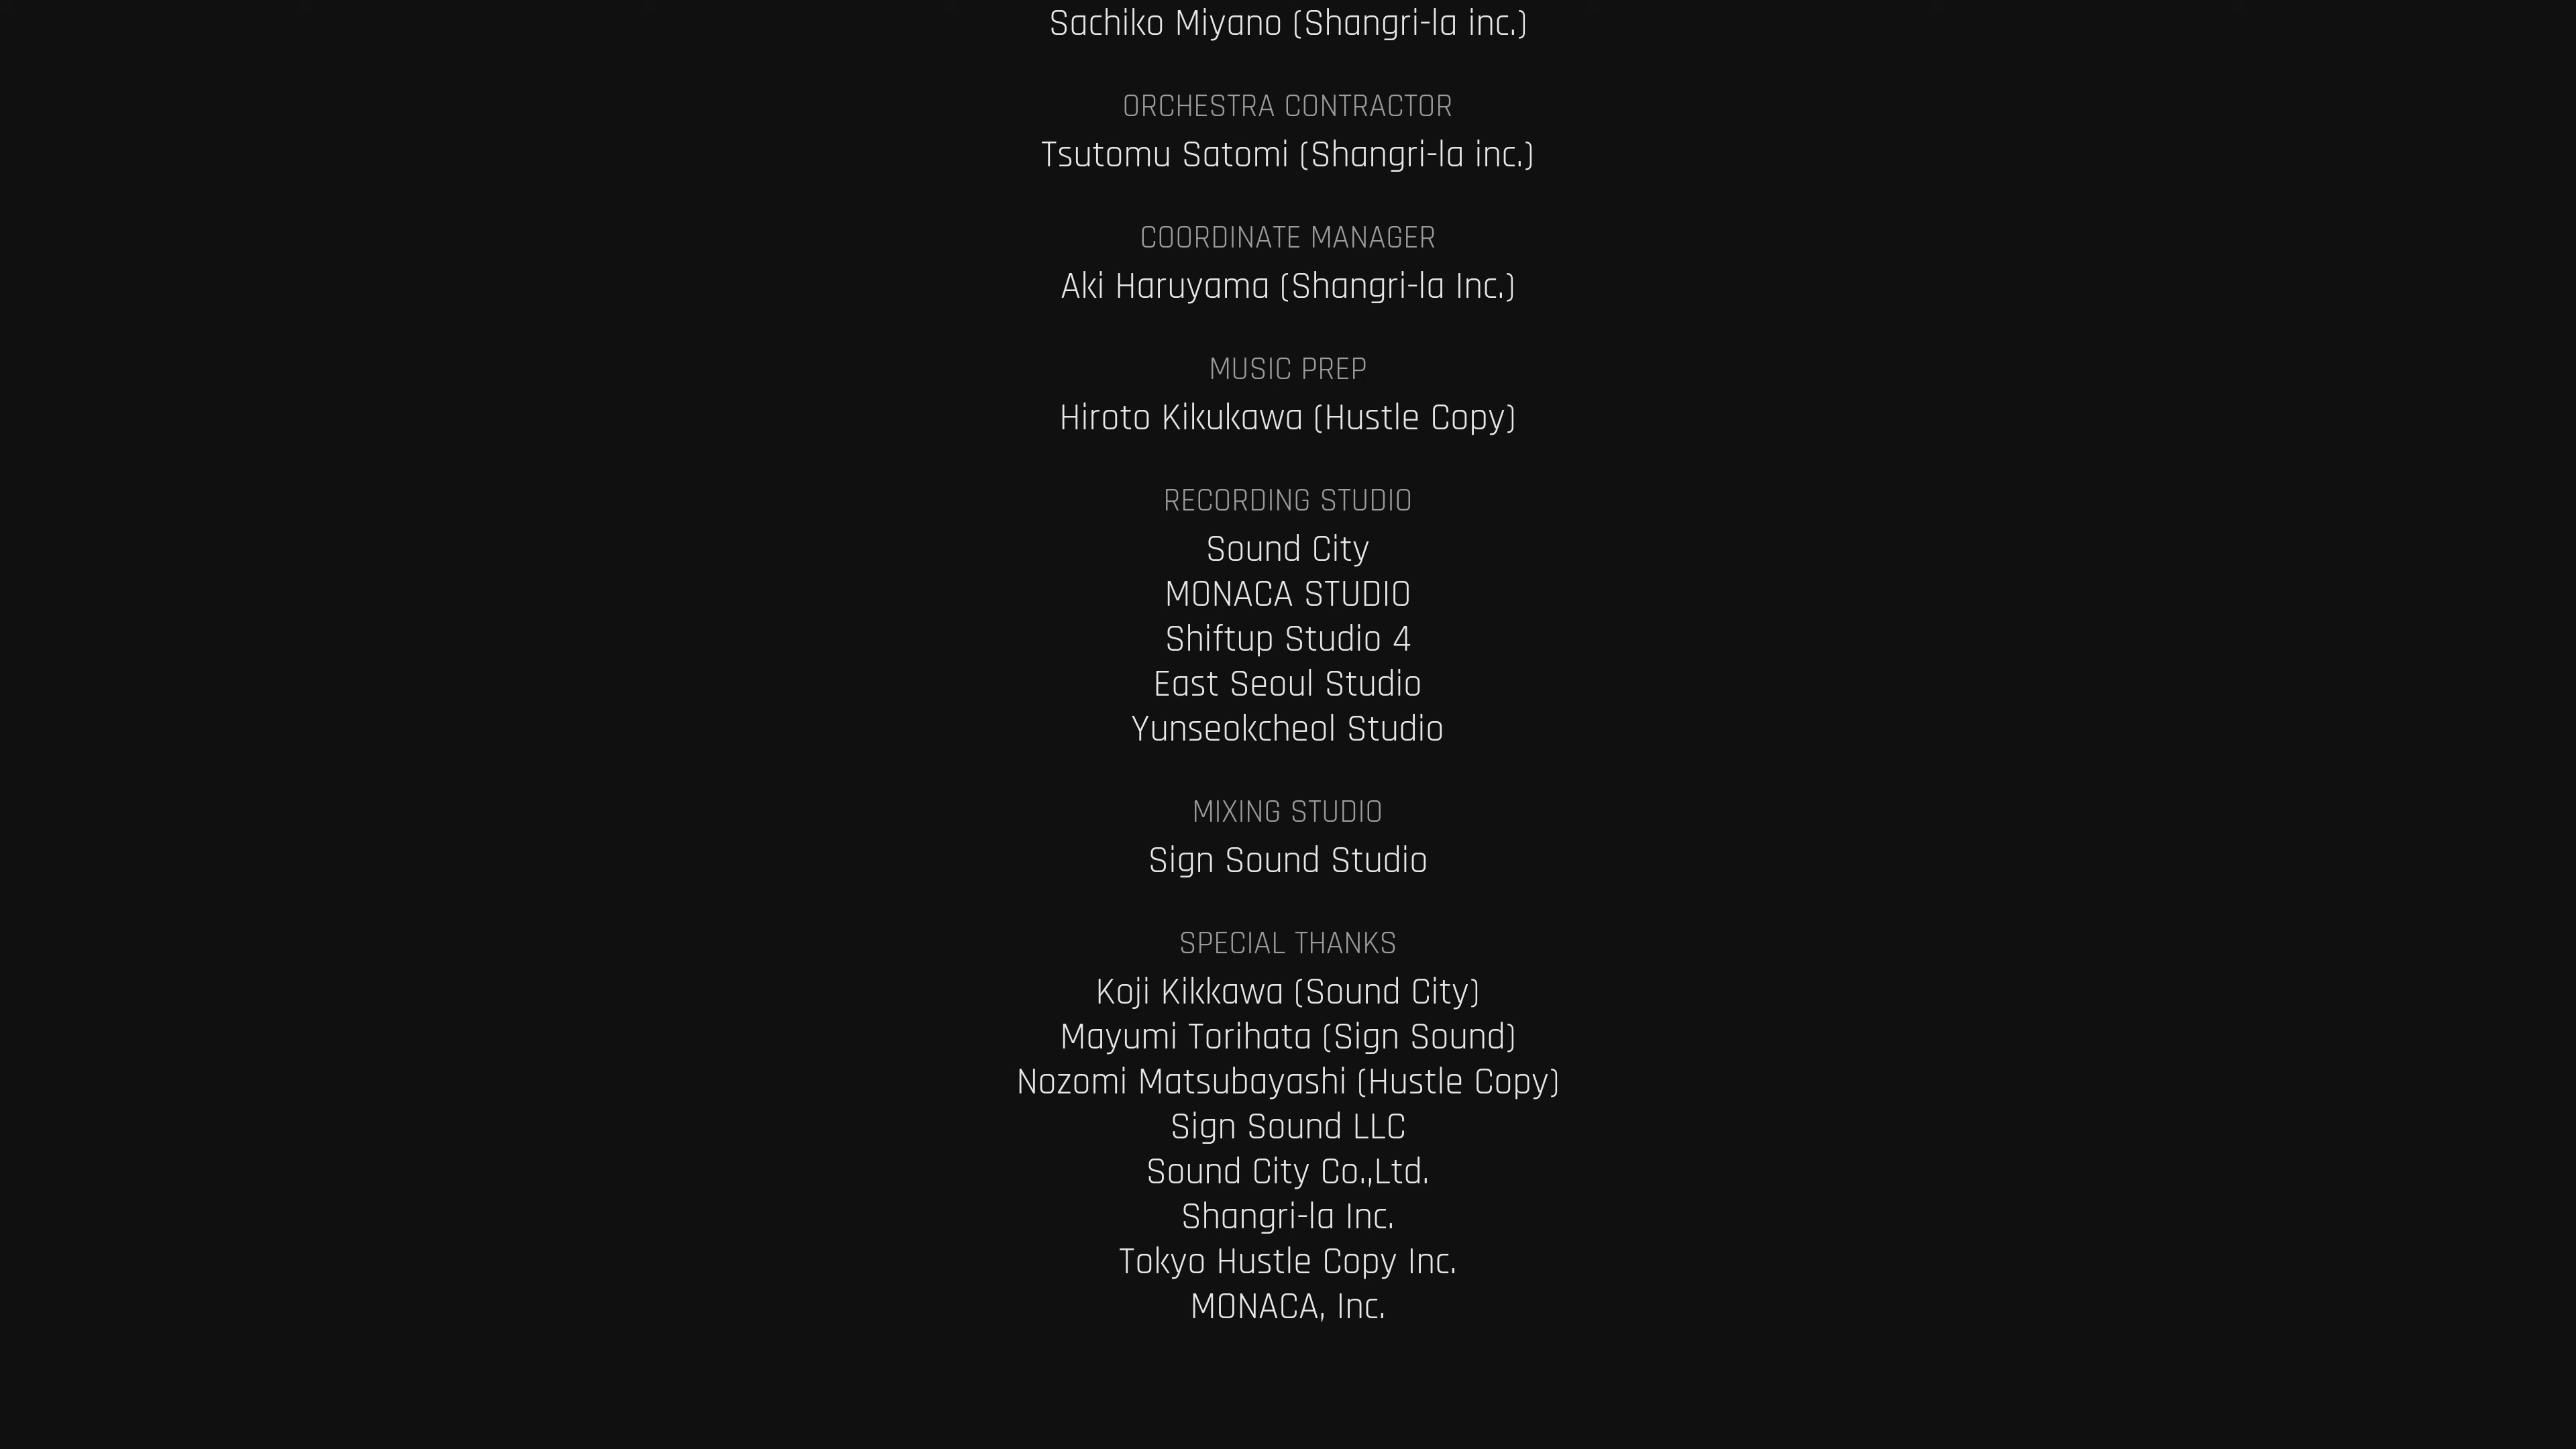 Sachiko Miyano (Shangri-la inc.)
ORCHESTRA CONTRACTOR
Tsutomu Satomi (Shangri-la inc.)
COORDINATE MANAGER
Aki Haruyama (Shangri-la Inc.)
MUSIC PREP
Hiroto Kikukawa (Hustle Copy)
RECORDING STUDIO
Sound City
MONACA STUDIO
Shiftup Studio 4
East Seoul Studio
Yunseokcheol Studio
MIXING STUDIO
Sign Sound Studio
SPECIAL THANKS
Koji Kikkawa (Sound City)
Mayumi Torihata (Sign Sound)
Nozomi Matsubayashi (Hustle Copy)
Sign Sound LLC
Sound City Co.,Ltd.
Shangri-la Inc.
Tokyo Hustle Copy Inc.
MONACA, Inc.